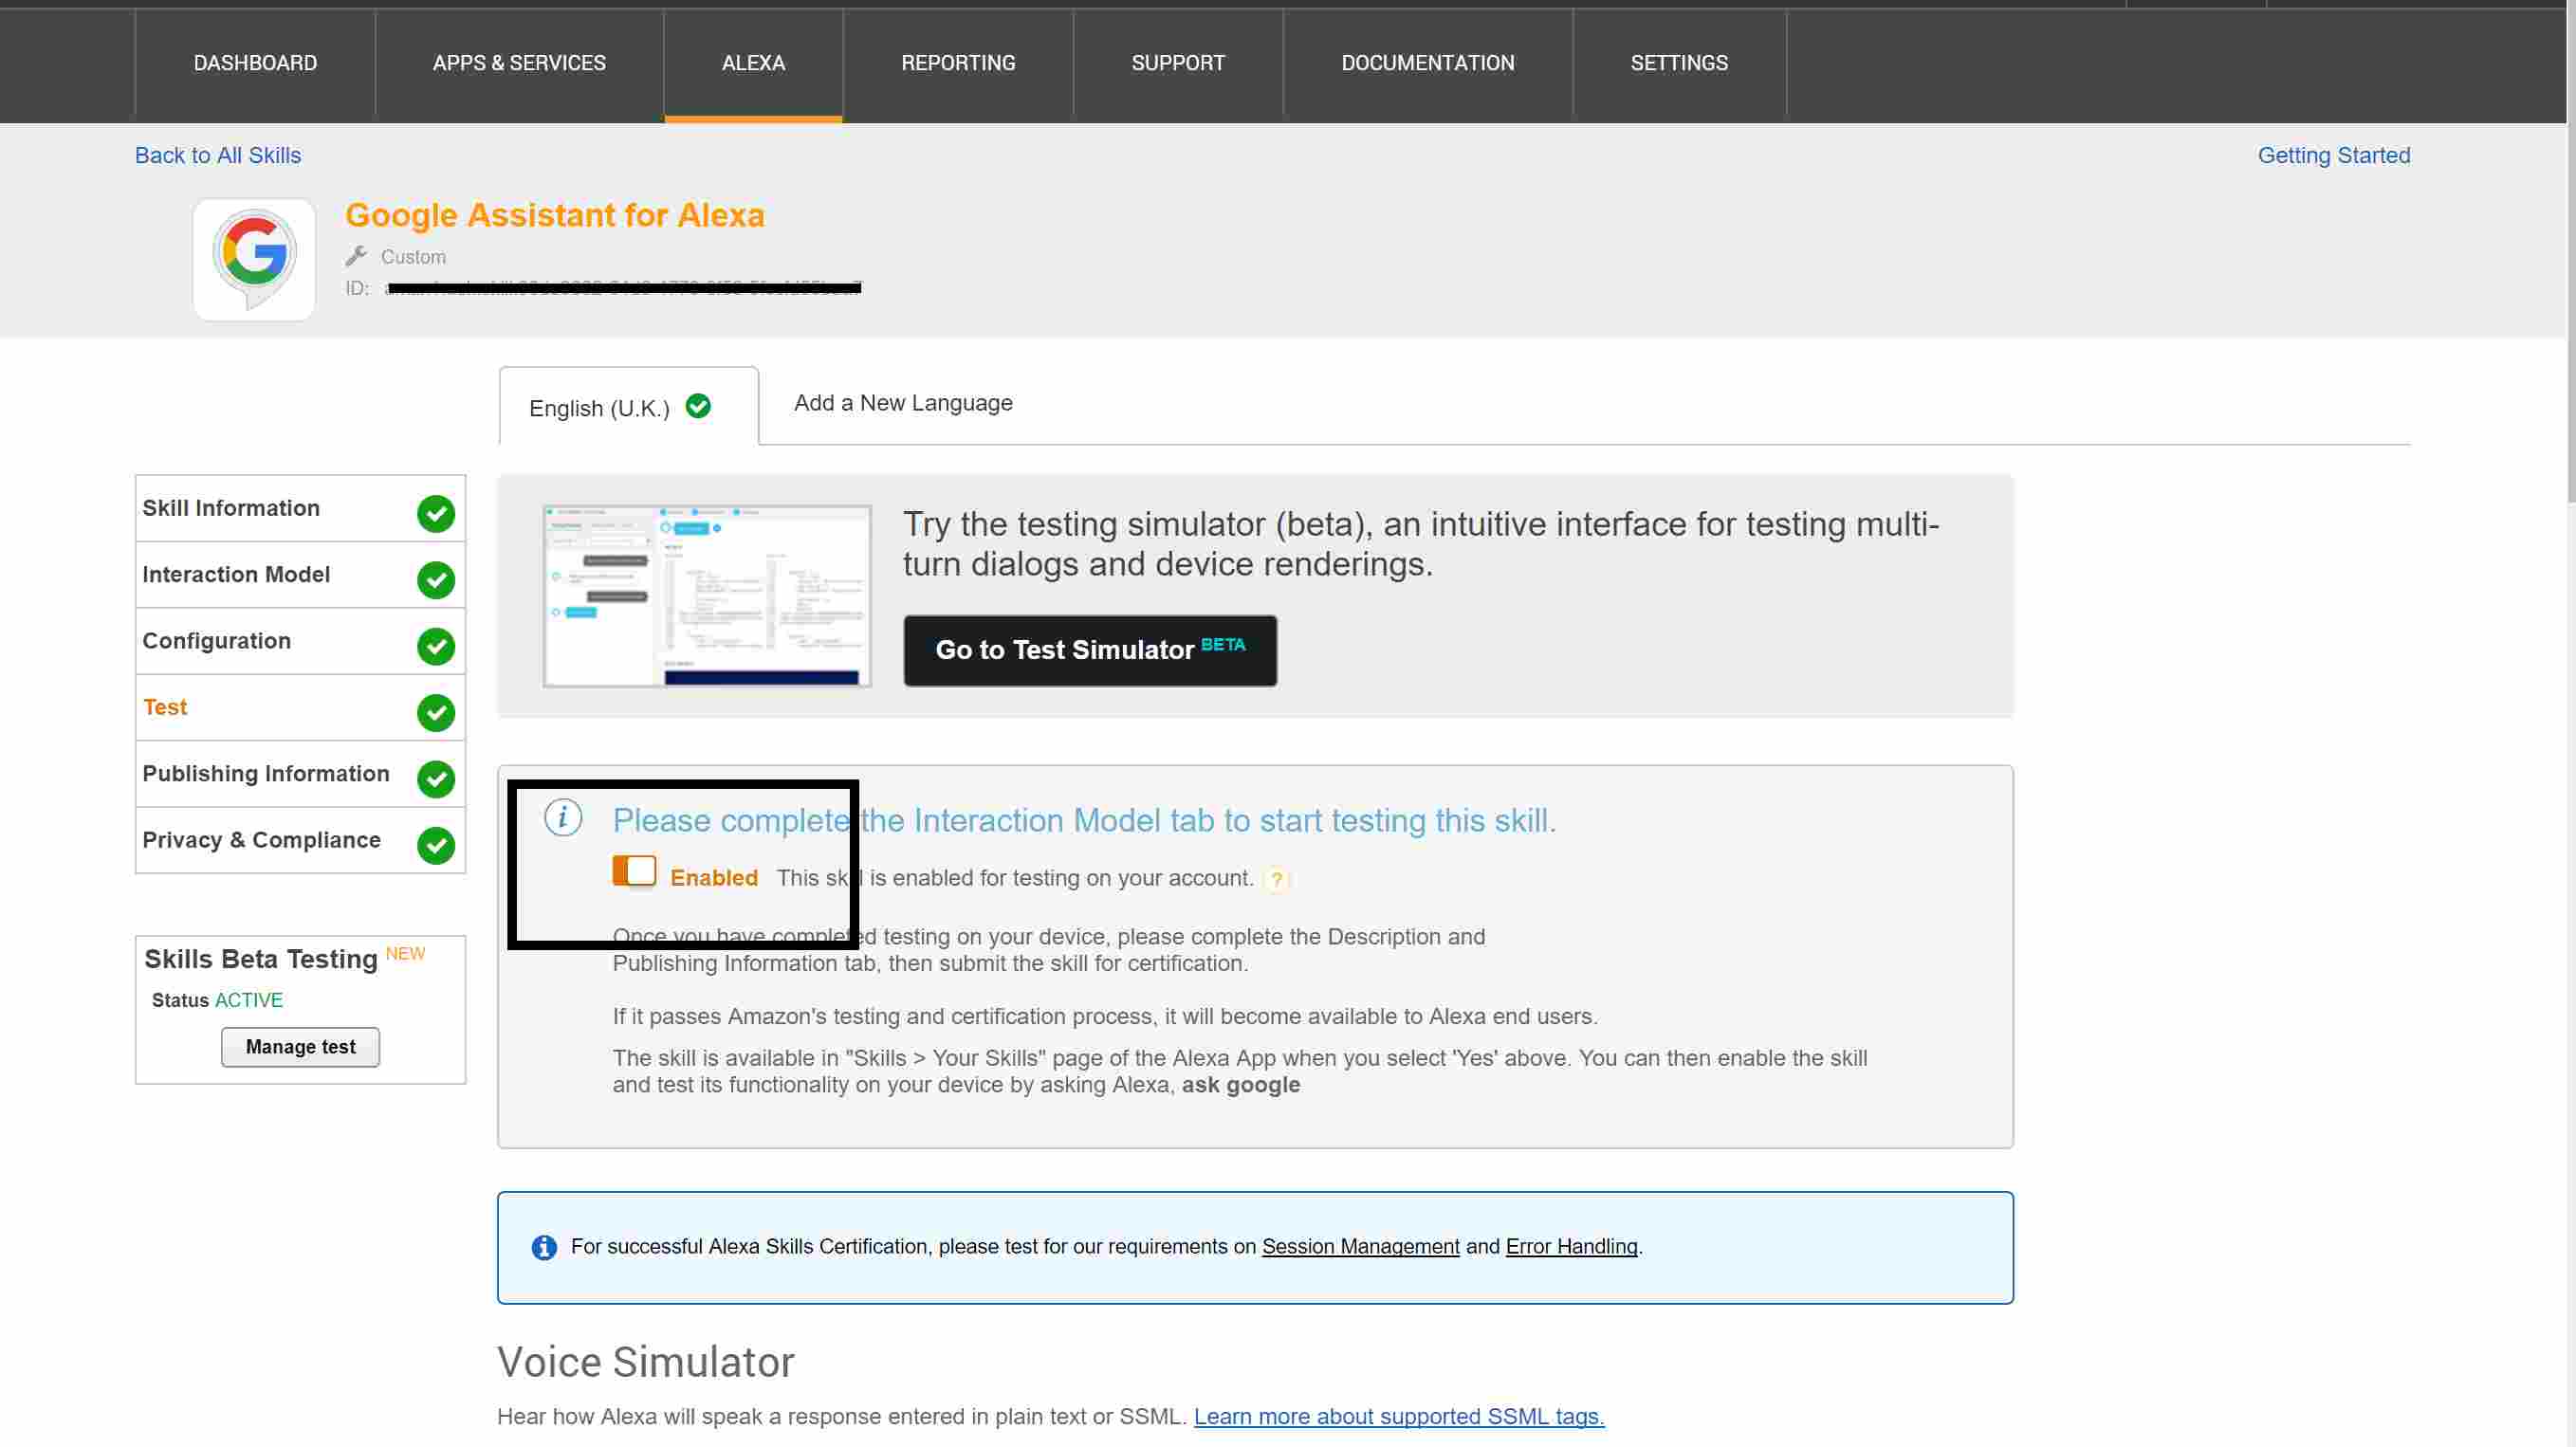 DASHBOARD
APPS & SERVICES
ALEXA
REPORTING
SUPPORT
DOCUMENTATION
SETTINGS
Back to All Skills
Getting Started
Google Assistant for Alexa
Custom
ID:
English (U.K.)
Add a New Language
Skill Information
Interaction Model
Configuration
Test
Publishing Information
Privacy & Compliance
Skills Beta Testing NEW
Status ACTIVE
Manage test
Try the testing simulator (beta), an intuitive interface for testing multi-
turn dialogs and device renderings.
Go to Test Simulator BETA
Please complete the Interaction Model tab to start testing this skill.
Enabled This skill is enabled for testing on your account. ?
Once you have completed testing on your device, please complete the Description and
Publishing Information tab, then submit the skill for certification.
If it passes Amazon's testing and certification process, it will become available to Alexa end users.
The skill is available in "Skills > Your Skills" page of the Alexa App when you select 'Yes' above. You can then enable the skill
and test its functionality on your device by asking Alexa, ask google
For successful Alexa Skills Certification, please test for our requirements on Session Management and Error Handling.
Voice Simulator
Hear how Alexa will speak a response entered in plain text or SSML. Learn more about supported SSML tags.